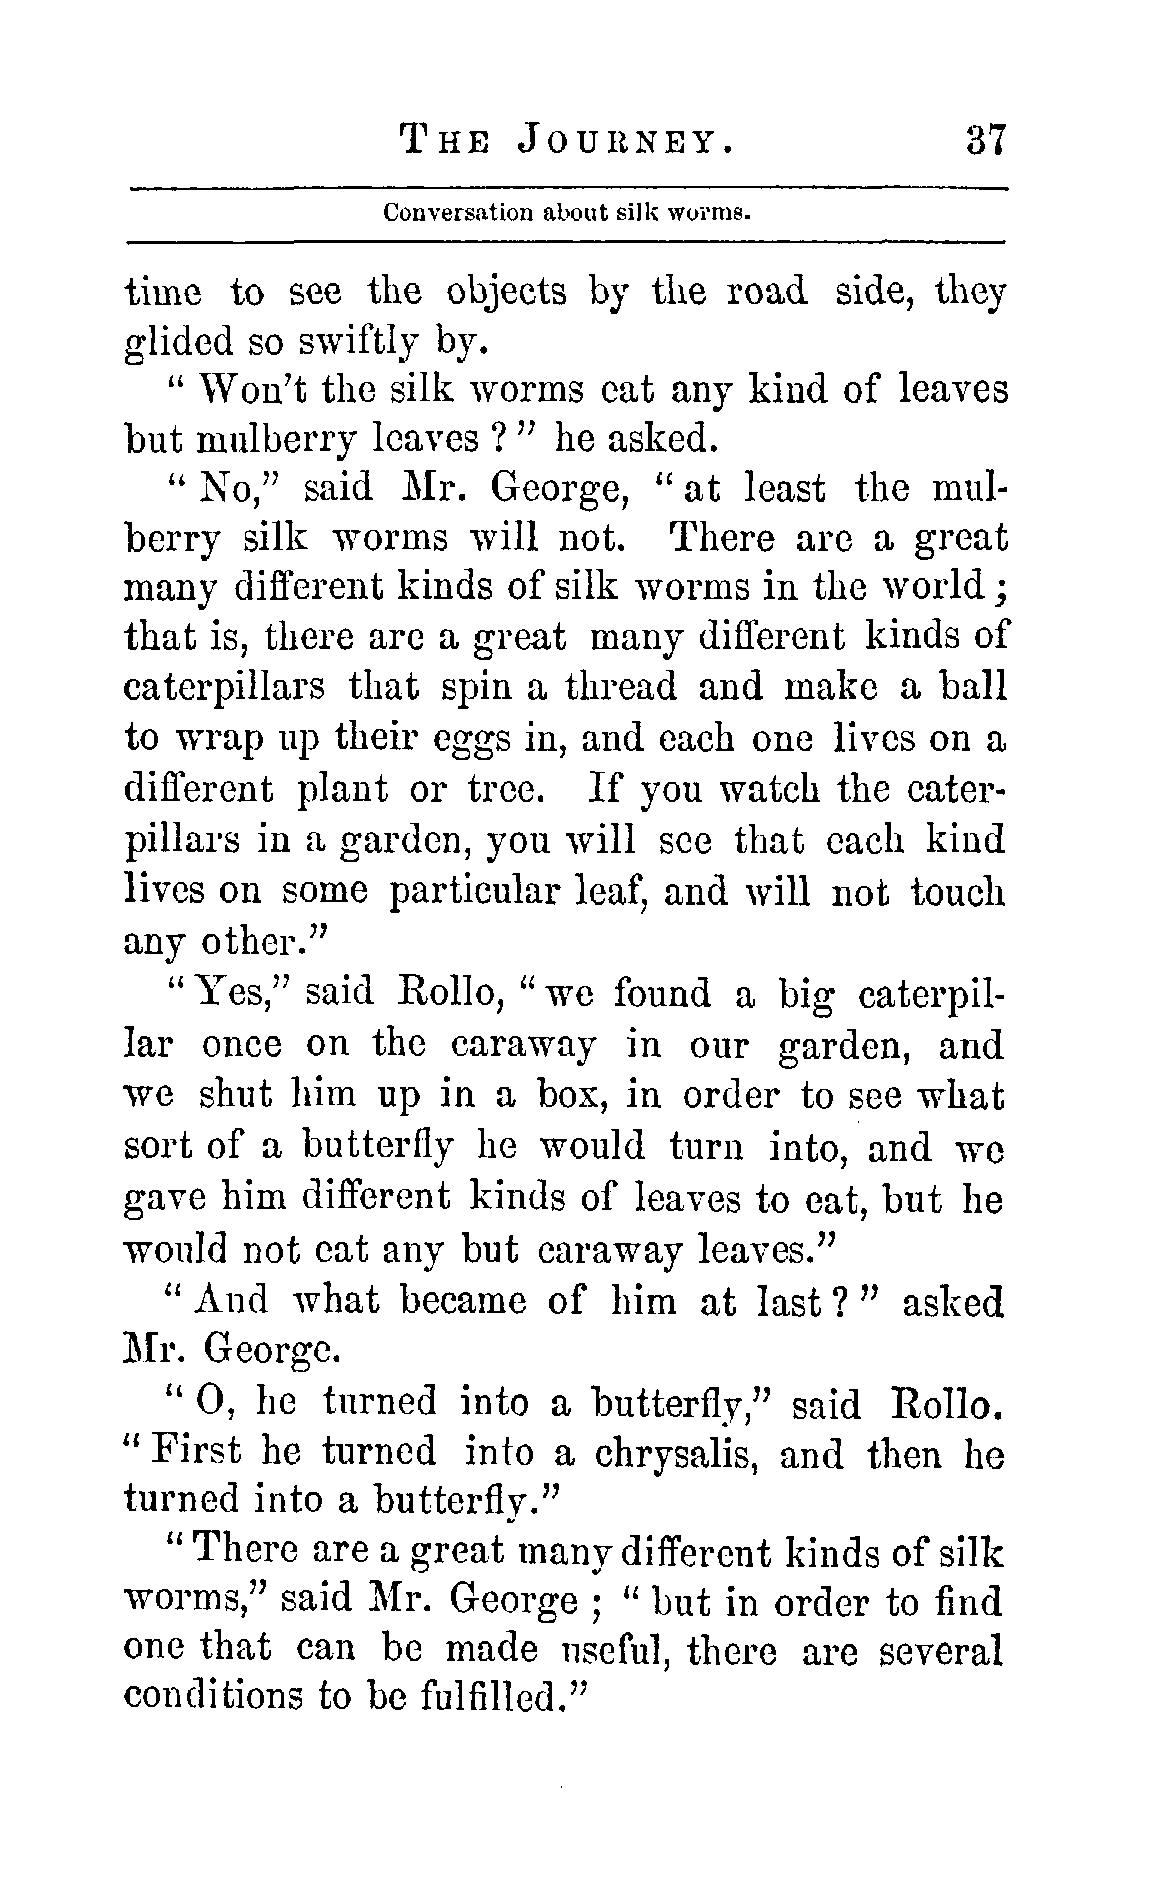 THE JOURNEY. 37
Conversation about silk worms.
time to see the objects by the road side, they
glided so swiftly by.
“ Won’t the silk worms eat any kind of leaves
but mulberry leaves ? ” he asked.
“ No,” said Mr. George, “ at least the mul-
berry silk worms will not. There are a great
many different kinds of silk worms in the world ;
that is, there are a great many different kinds of
caterpillars that spin a thread and make a ball
to wrap up their eggs in, and each one lives on a
different plant or tree. If you watch the cater-
pillars in a garden, you will see that each kind
lives on some particular leaf, and will not touch
any other.”
“ Yes,” said Rollo, “ we found a big caterpil-
lar once on the caraway in our garden, and
we shut him up in a box, in order to see what
sort of a butterfly he would turn into, and we
gave him different kinds of leaves to eat, but he
would not eat any but caraway leaves.”
“ And what became of him at last ? ” asked
Mr. George.
“ O, he turned into a butterfly,” said Rollo.
“ First he turned into a chrysalis, and then he
turned into a butterfly.”
“ There are a great many different kinds of silk
worms,” said Mr. George ; “ but in order to find
one that can be made useful, there are several
conditions to be fulfilled.”